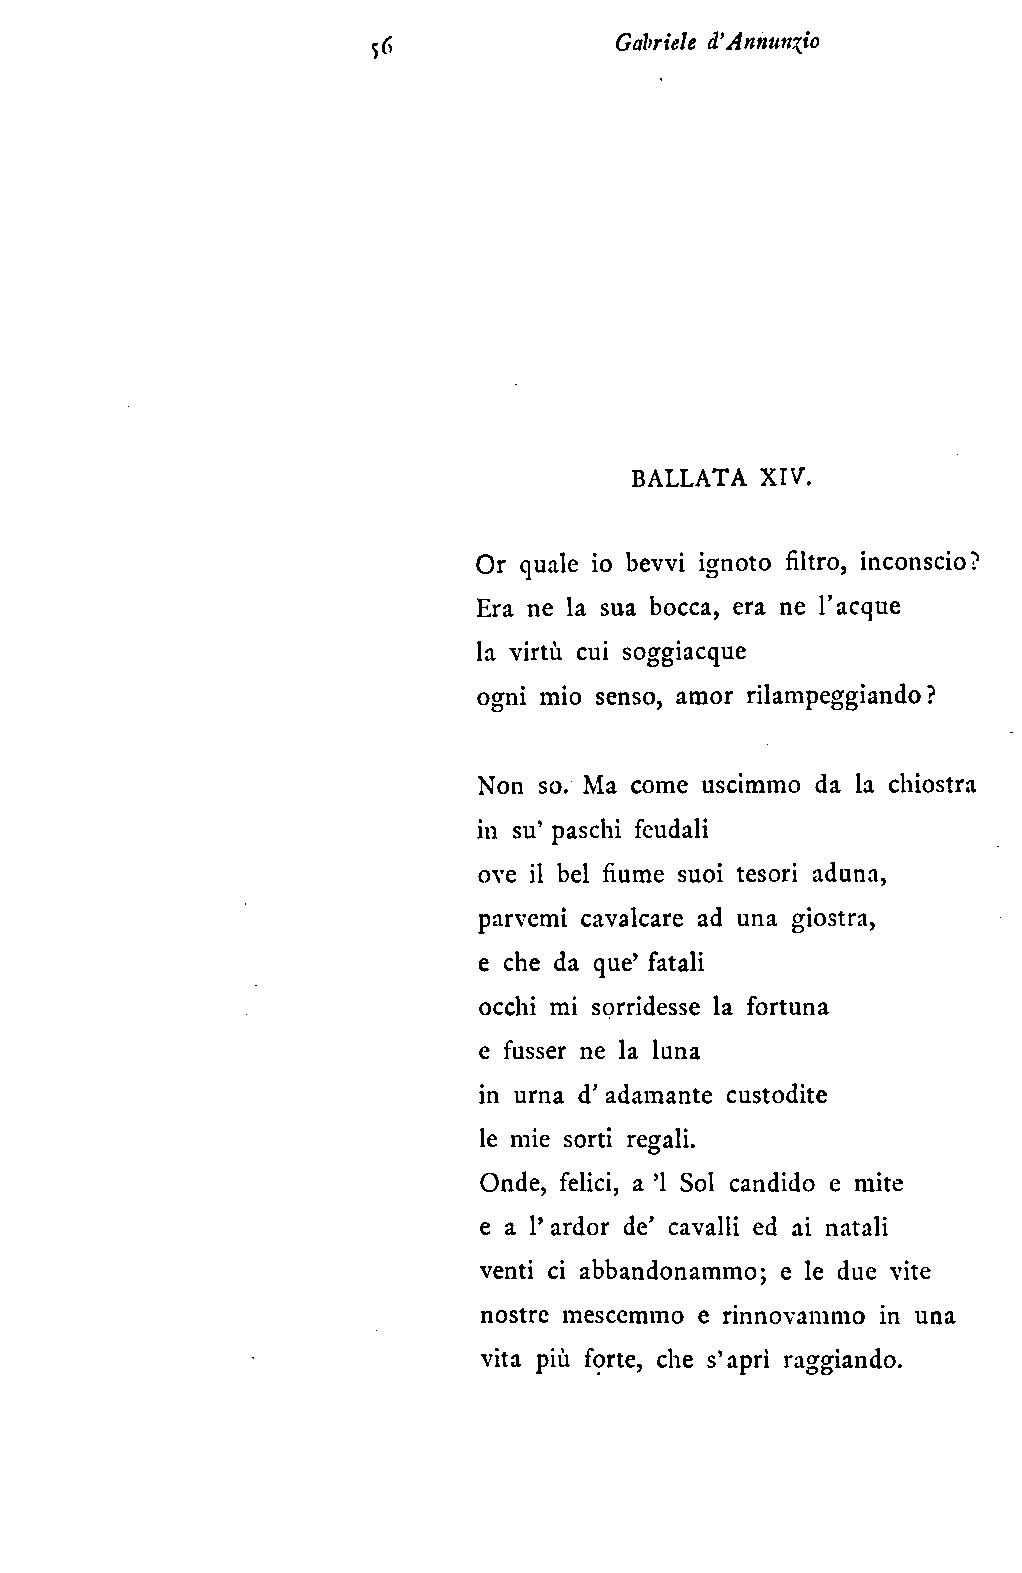 56 Gabriele d'Annunzio
BALLATA XIV.
Or quale io bevvi ignoto filtro, inconscio?
Era ne la sua bocca, era ne l'acque
la virtù cui soggiacque
ogni mio senso, amor rilampeggiando?
Non so. Ma come uscimmo da la chiostra
in su' paschi feudali
ove il bel fiume suoi tesori aduna,
parvemi cavalcare ad una giostra,
e che da que' fatali
occhi mi sorridesse la fortuna
e fusser ne la luna
in urna d'adamante custodite
le mie sorti regali.
Onde, felici, a 'l Sol candido e mite
e a l'ardor de' cavalli ed ai natali
venti ci abbandonammo; e le due vite
nostre mescemmo e rinnovammo in una
vita più forte, che s'aprì raggiando.